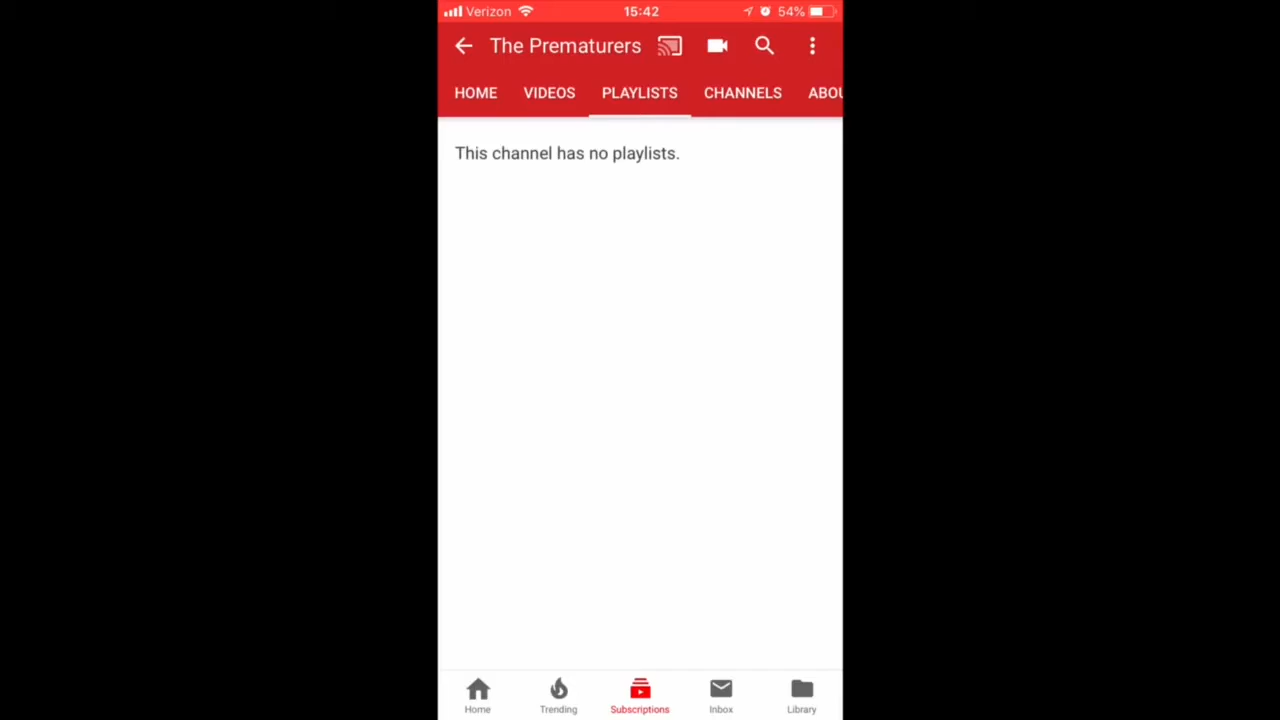 Verizon 15:42 54%
The Prematurers
HOME VIDEOS PLAYLISTS CHANNELS ABOU
This channel has no playlists.
Home Trending Subscriptions Inbox Library